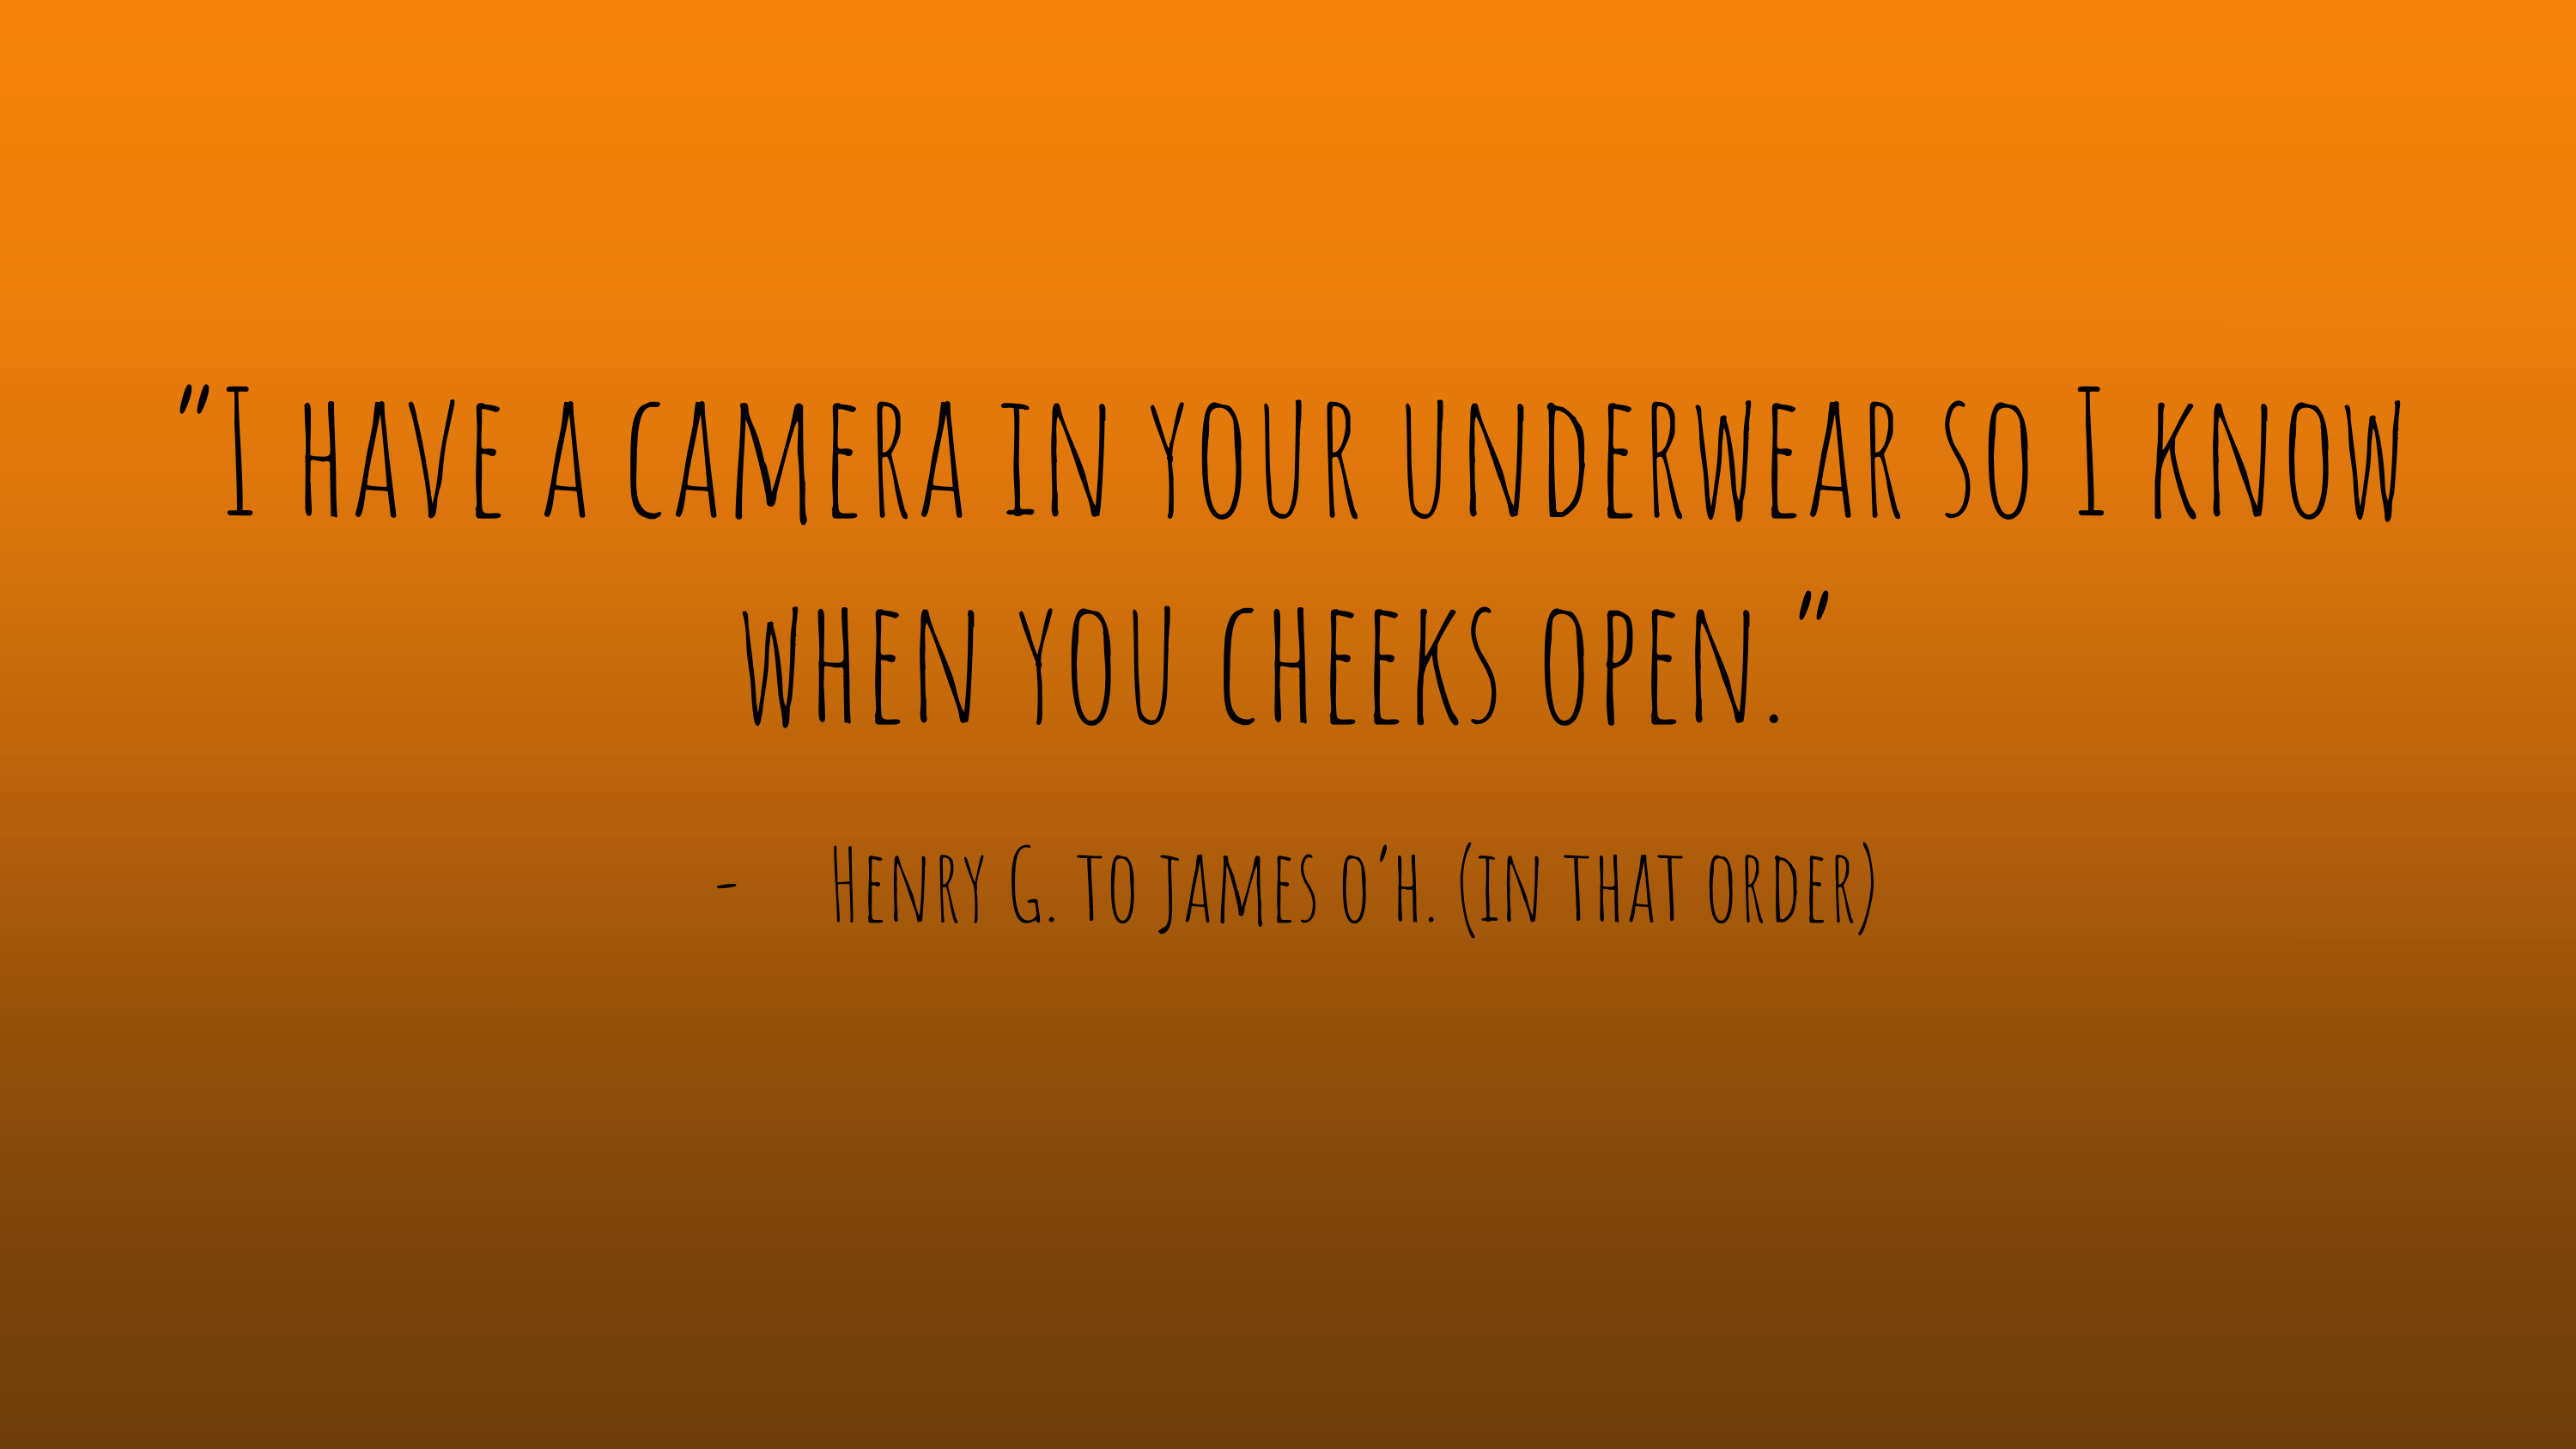 "I have a camera in your underwear so I know
when you cheeks open."
- Henry G. to james o'h. (in that order)